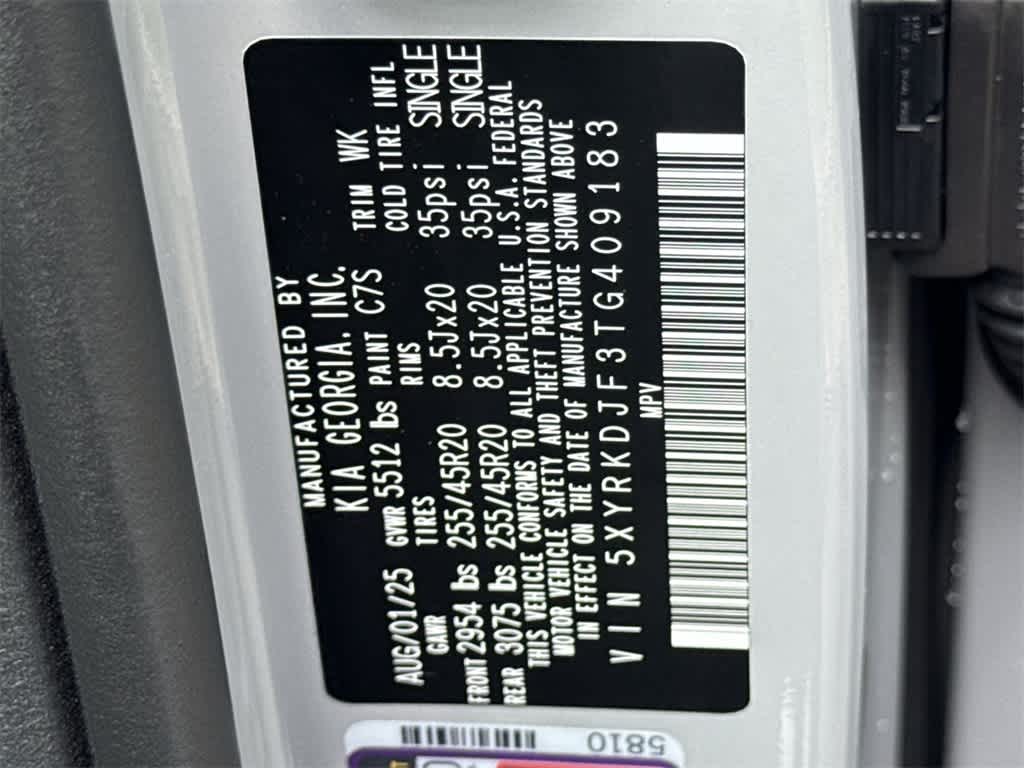 MANUFACTURED BY
KIA GEORGIA, INC.
AUG/01/25 GVWR 5512 lbs PAINT C7S TRIM WK
GAWR TIRES RIMS COLD TIRE INFL
FRONT 2954 lbs 255/45R20 8.5Jx20 35psi SINGLE
REAR 3075 lbs 255/45R20 8.5Jx20 35psi SINGLE
THIS VEHICLE CONFORMS TO ALL APPLICABLE U.S.A. FEDERAL
MOTOR VEHICLE SAFETY AND THEFT PREVENTION STANDARDS
IN EFFECT ON THE DATE OF MANUFACTURE SHOWN ABOVE
VIN 5XYRKDJF3TG409183
MPV
5810